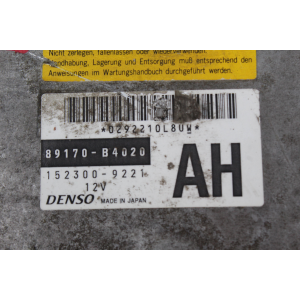 Nicht zerlegen, fallenlassen oder wiederverwenden.
Handhabung, Lagerung und Entsorgung muß entsprechend den
Anweisungen im Wartungshandbuch durchgeführt werden.
*0292210L80W*
89170-B4020
AH
152300-9221
12V
DENSO MADE IN JAPAN